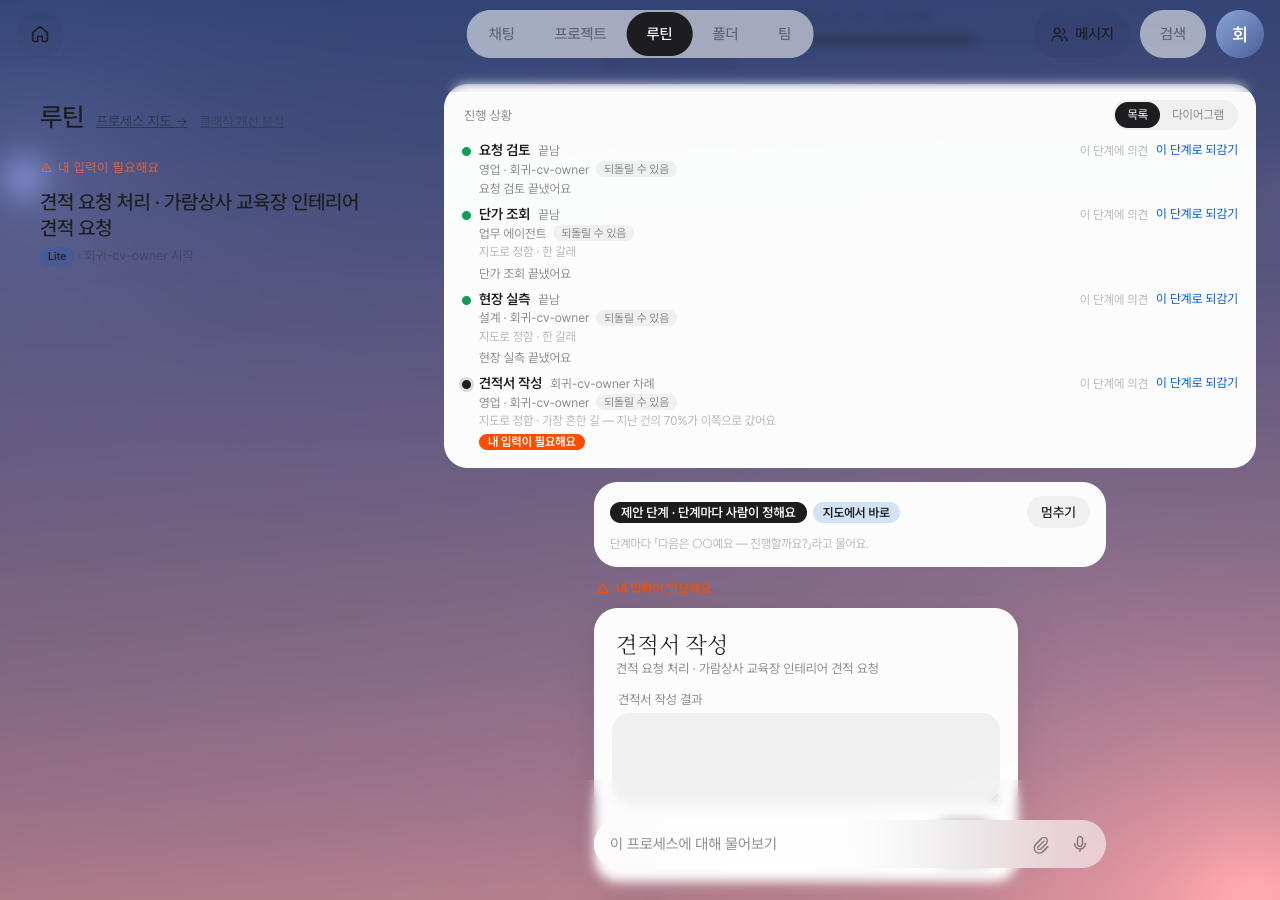 채팅
프로젝트
루틴
폴더
팀
메시지
검색
회
루틴
프로세스 지도 →
클래식 개선 분석
내 입력이 필요해요
견적 요청 처리 · 가람상사 교육장 인테리어
견적 요청
Lite · 회귀-cv-owner 시작
진행 상황
목록
다이어그램
요청 검토 끝남
이 단계에 의견 이 단계로 되감기
영업 · 회귀-cv-owner 되돌릴 수 있음
요청 검토 끝냈어요
단가 조회 끝남
이 단계에 의견 이 단계로 되감기
업무 에이전트 되돌릴 수 있음
지도로 정함 · 한 갈래
단가 조회 끝냈어요
현장 실측 끝남
이 단계에 의견 이 단계로 되감기
설계 · 회귀-cv-owner 되돌릴 수 있음
지도로 정함 · 한 갈래
현장 실측 끝냈어요
견적서 작성 회귀-cv-owner 차례
이 단계에 의견 이 단계로 되감기
영업 · 회귀-cv-owner 되돌릴 수 있음
지도로 정함 · 가장 흔한 길 — 지난 건의 70%가 이쪽으로 갔어요
내 입력이 필요해요
제안 단계 · 단계마다 사람이 정해요
지도에서 바로
멈추기
단계마다 「다음은 ○○예요 — 진행할까요?」라고 물어요.
내 입력이 필요해요
견적서 작성
견적 요청 처리 · 가람상사 교육장 인테리어 견적 요청
견적서 작성 결과
이 프로세스에 대해 물어보기